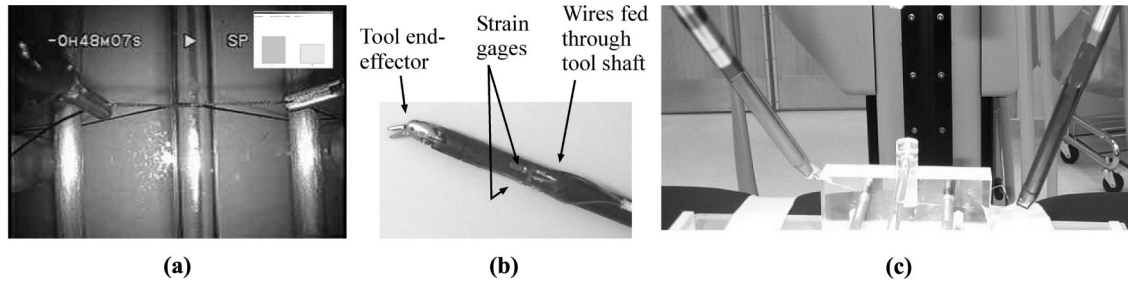 -0H48M07s
SP
Tool end-
effector
Strain
gages
Wires fed
through
tool shaft
(a)
(b)
(c)